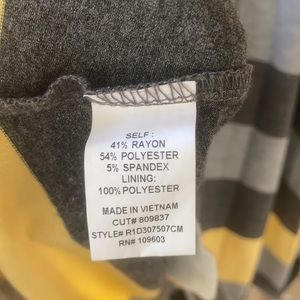 SELF :
41% RAYON
54% POLYESTER
5% SPANDEX
LINING:
100% POLYESTER
MADE IN VIETNAM
CUT# 809837
STYLE# R1D307507CM
RN# 109603